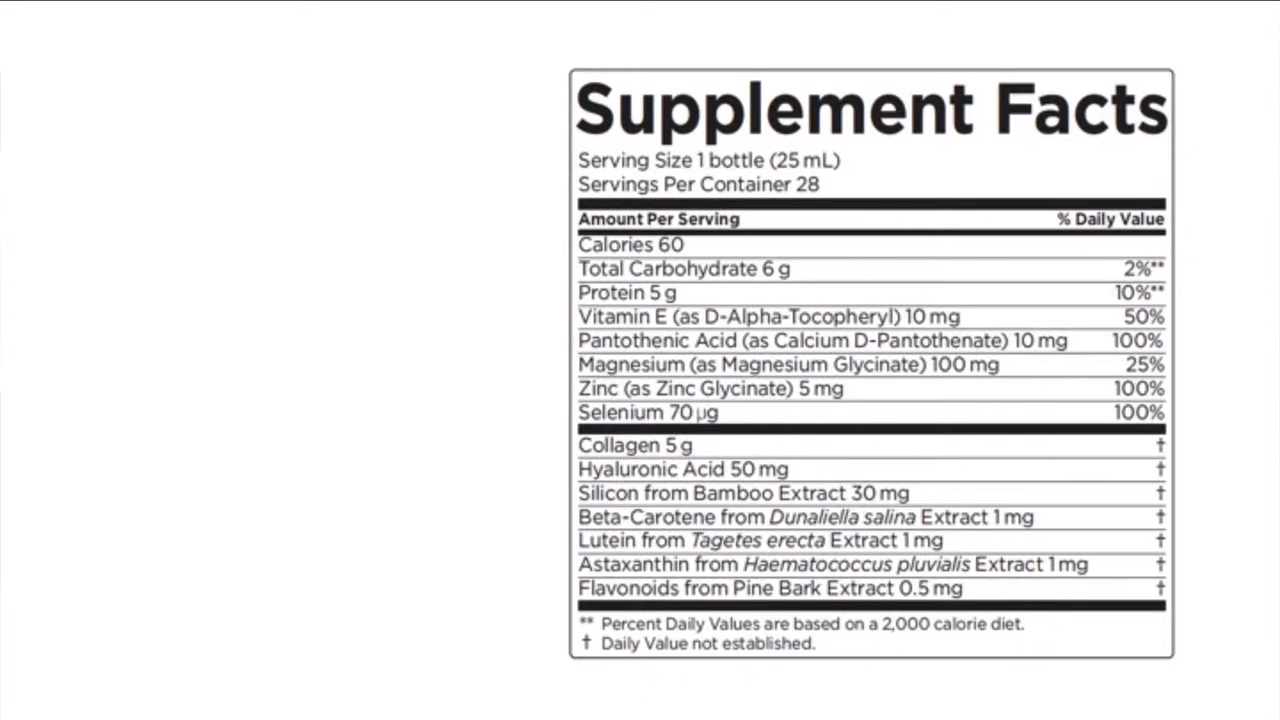 Supplement Facts
Serving Size 1 bottle (25 mL)
Servings Per Container 28
Amount Per Serving % Daily Value
Calories 60
Total Carbohydrate 6 g 2%**
Protein 5 g 10%**
Vitamin E (as D-Alpha-Tocopheryl) 10 mg 50%
Pantothenic Acid (as Calcium D-Pantothenate) 10 mg 100%
Magnesium (as Magnesium Glycinate) 100 mg 25%
Zinc (as Zinc Glycinate) 5 mg 100%
Selenium 70 µg 100%
Collagen 5 g †
Hyaluronic Acid 50 mg †
Silicon from Bamboo Extract 30 mg †
Beta-Carotene from Dunaliella salina Extract 1 mg †
Lutein from Tagetes erecta Extract 1 mg †
Astaxanthin from Haematococcus pluvialis Extract 1 mg †
Flavonoids from Pine Bark Extract 0.5 mg †
** Percent Daily Values are based on a 2,000 calorie diet.
† Daily Value not established.